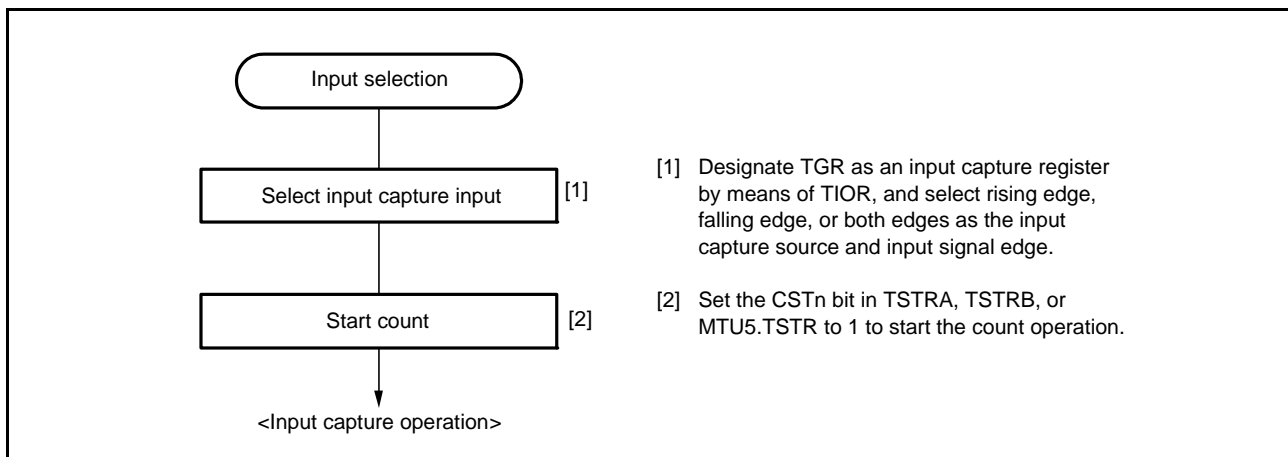 Input selection
Select input capture input
[1]
Start count
[2]
<Input capture operation>
[1] Designate TGR as an input capture register
by means of TIOR, and select rising edge,
falling edge, or both edges as the input
capture source and input signal edge.
[2] Set the CSTn bit in TSTRA, TSTRB, or
MTU5.TSTR to 1 to start the count operation.